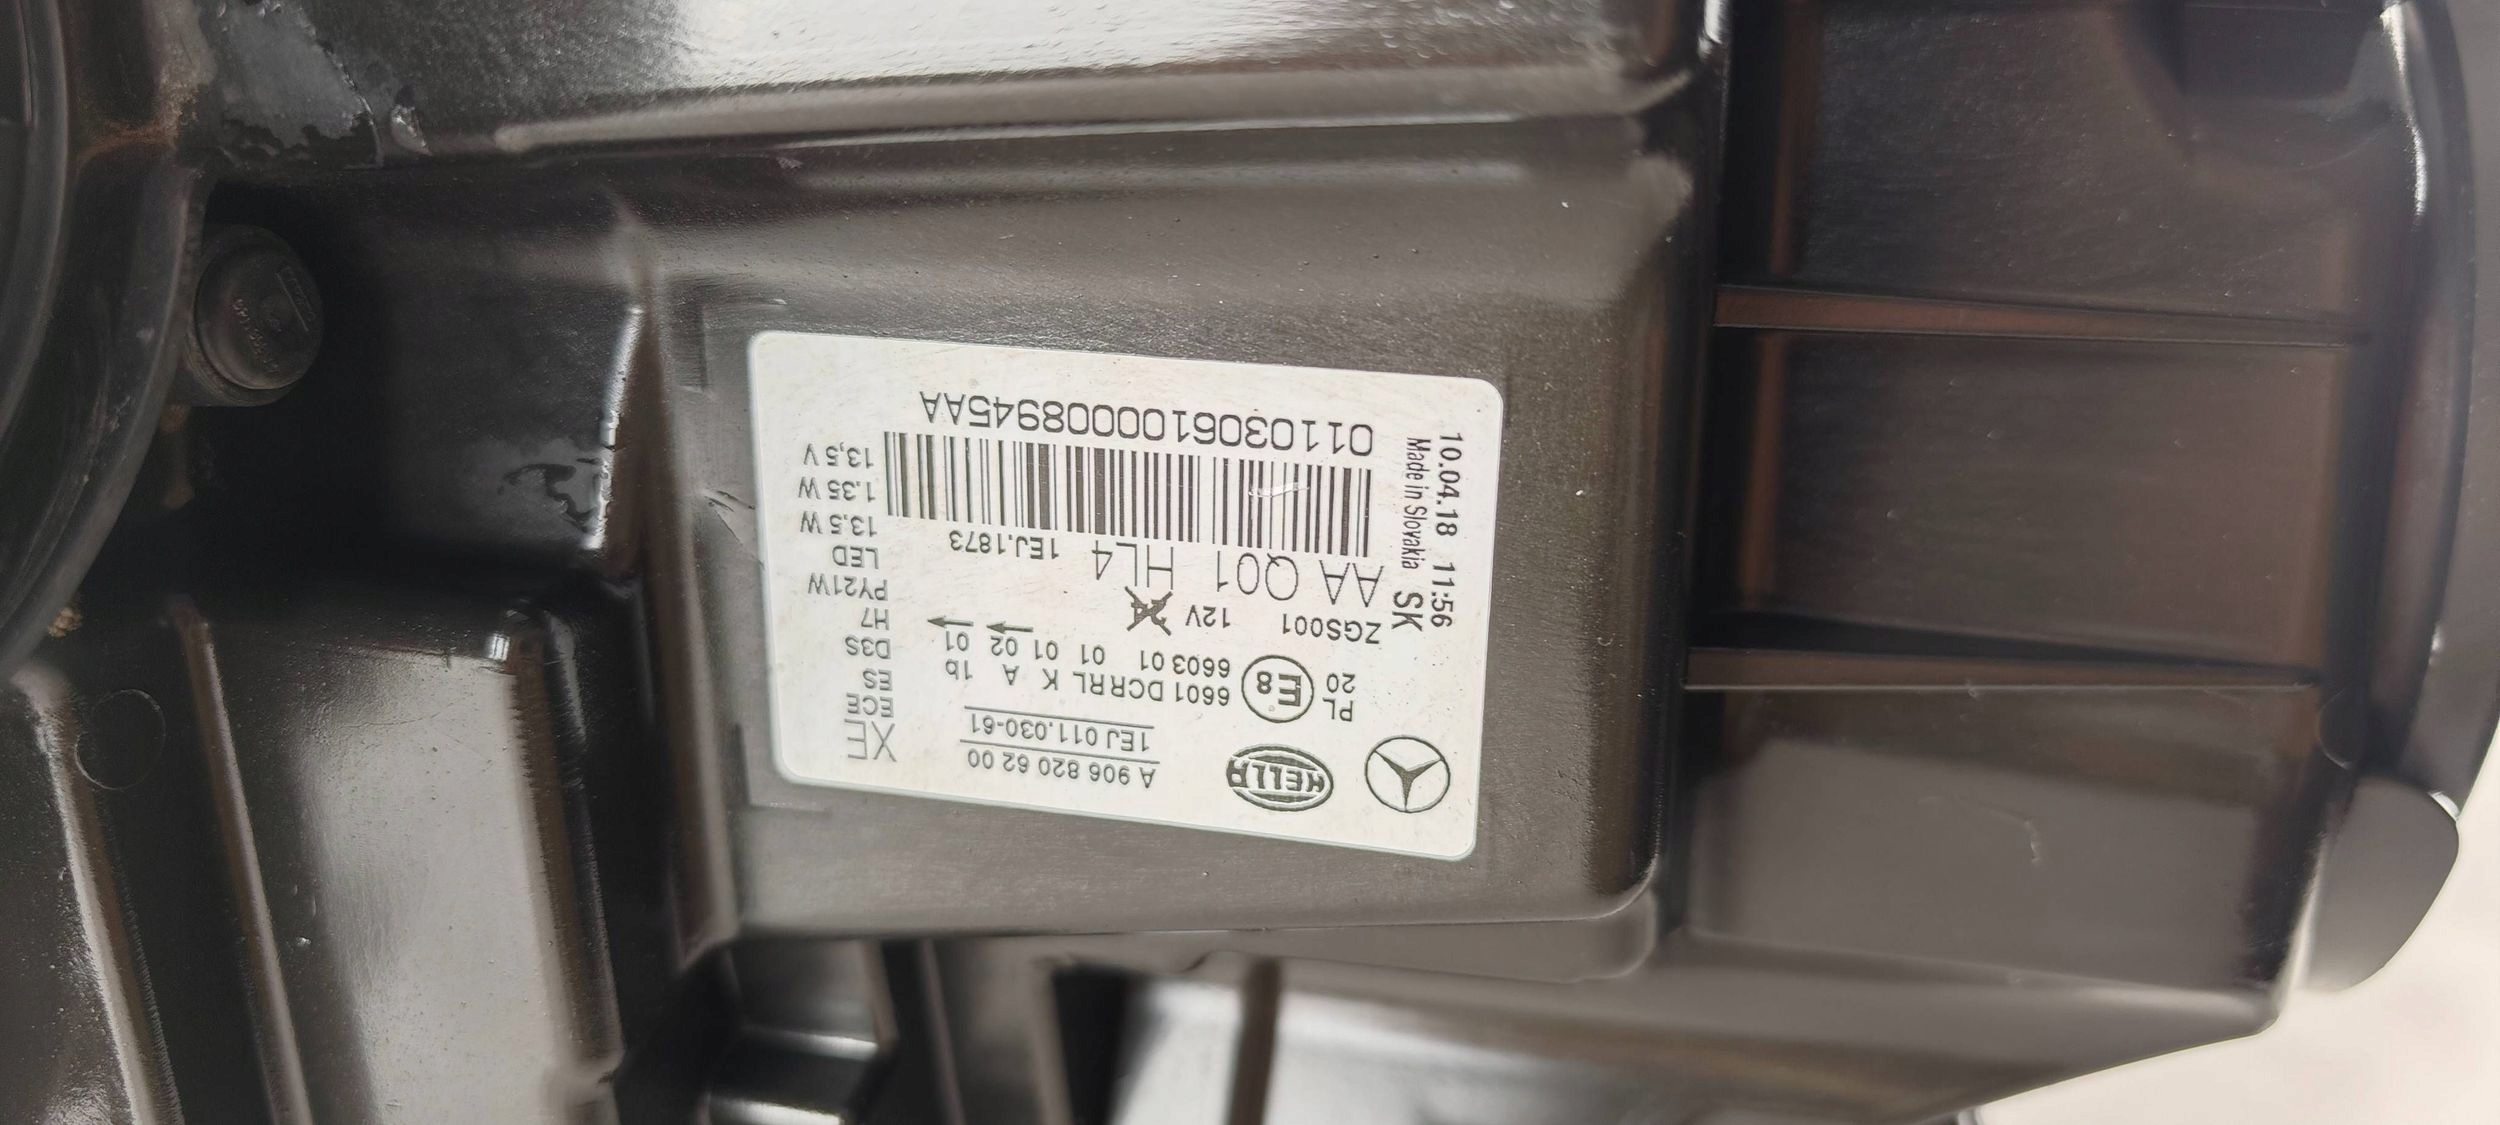 HELLA
A 906 820 62 00
1EJ 011.030-61
XE
PL
20
E8
6601 DCRRL K A 1b
6603 01 01 01 02 01
ECE
ES
D3S
H7
PY21W
LED
13.5 W
1.35 W
13,5 V
ZGS001
12V
AA Q01 HL4
1EJ.1873
0110306100008945AA
SK
Made in Slovakia
10.04.18 11:56